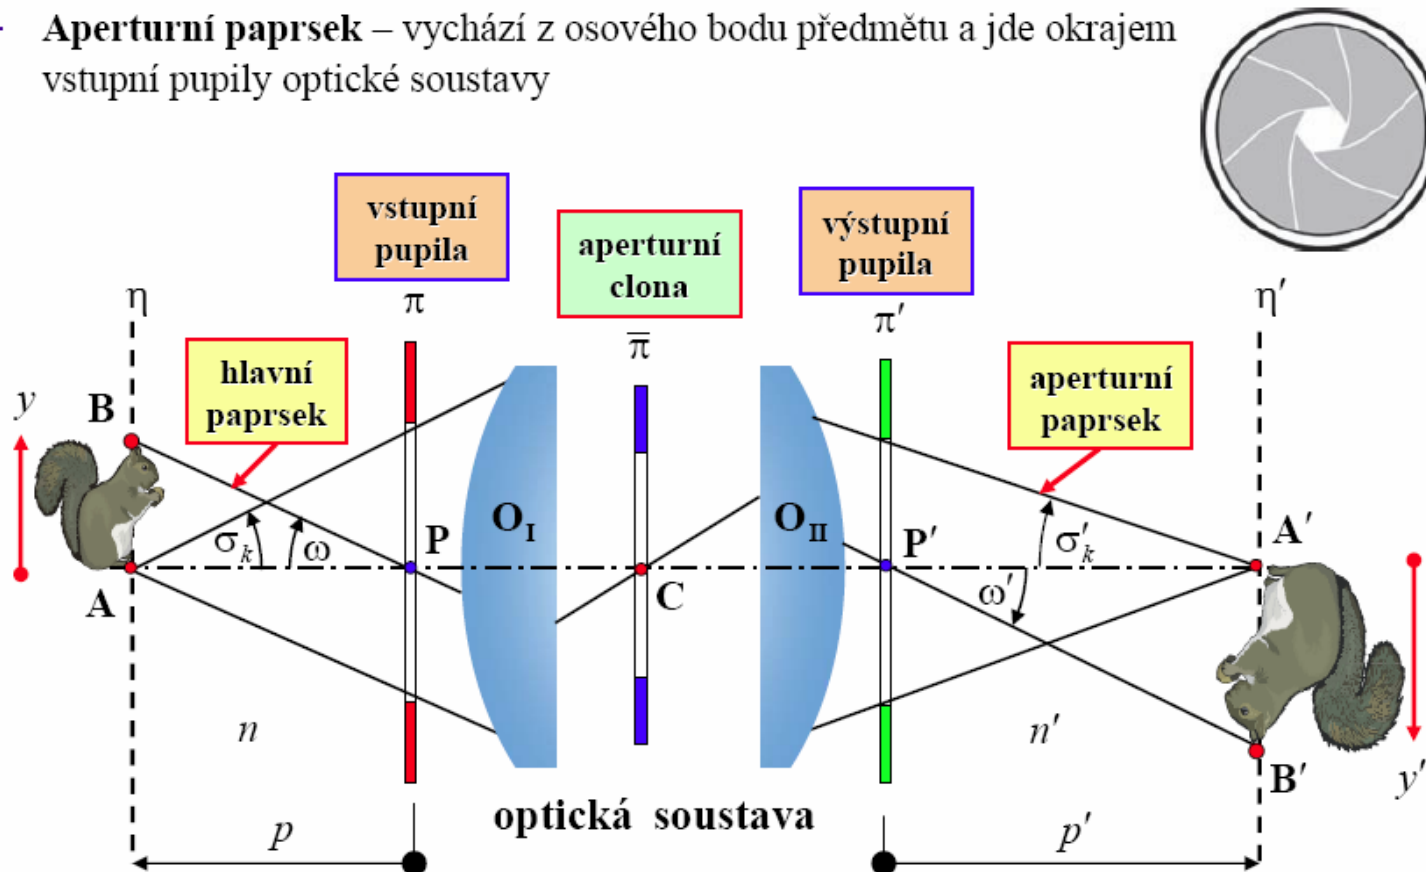 Aperturní paprsek – vychází z osového bodu předmětu a jde okrajem
vstupní pupily optické soustavy
vstupní
pupila
aperturní
clona
výstupní
pupila
η
π
π̅
π′
η′
hlavní
paprsek
aperturní
paprsek
y
B
σk
ω
P
OI
OII
P′
σ′k
A′
A
C
ω′
n
n′
B′
y′
optická soustava
p
p′